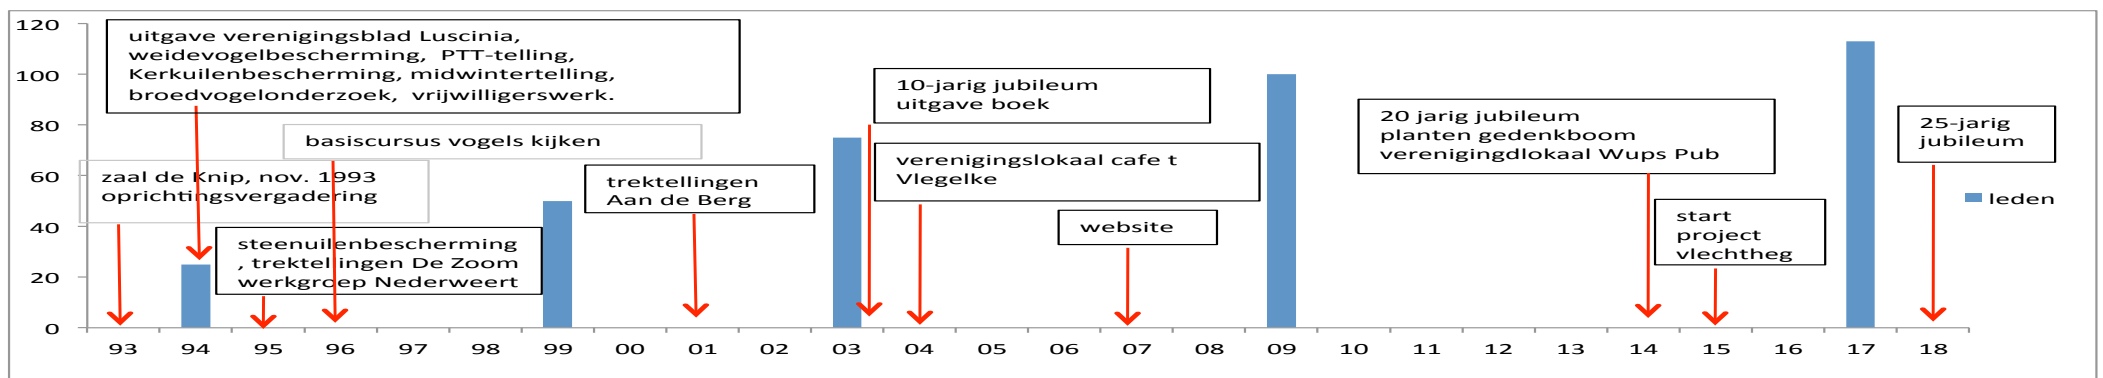 120
100
80
60
40
20
0
uitgave verenigingsblad Luscinia,
weidevogelbescherming, PTT-telling,
Kerkuilenbescherming, midwintertelling,
broedvogelonderzoek, vrijwilligerswerk.
basiscursus vogels kijken
zaal de Knip, nov. 1993
oprichtingsvergadering
steenuilenbescherming
, trektellingen De Zoom
werkgroep Nederweert
trektellingen
Aan de Berg
10-jarig jubileum
uitgave boek
verenigingslokaal cafe t
Vlegelke
website
20 jarig jubileum
planten gedenkboom
verenigingdlokaal Wups Pub
start
project
vlechtheg
25-jarig
jubileum
leden
93 94 95 96 97 98 99 00 01 02 03 04 05 06 07 08 09 10 11 12 13 14 15 16 17 18